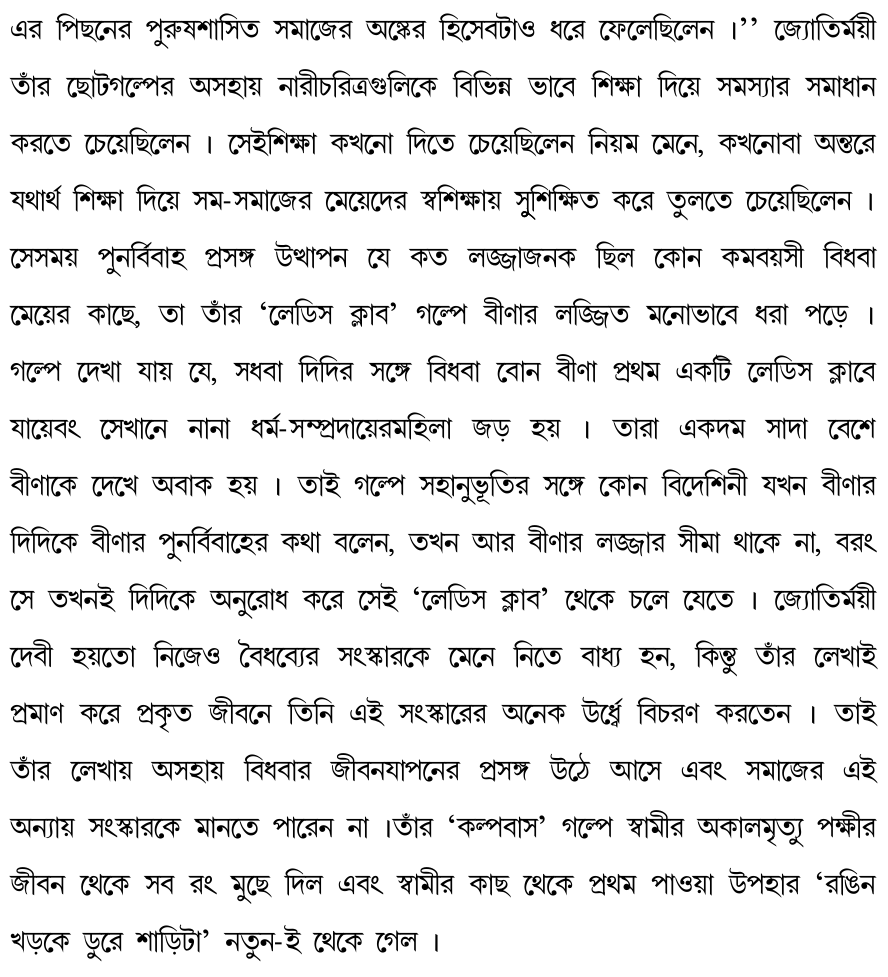 এর পিছনের পুরুষশাসিত সমাজের অঙ্কের হিসেবটাও ধরে ফেলেছিলেন ।’’ জ্যোতির্ময়ী
তাঁর ছোটগল্পের অসহায় নারীচরিত্রগুলিকে বিভিন্ন ভাবে শিক্ষা দিয়ে সমস্যার সমাধান
করতে চেয়েছিলেন । সেইশিক্ষা কখনো দিতে চেয়েছিলেন নিয়ম মেনে, কখনোবা অন্তরে
যথার্থ শিক্ষা দিয়ে সম-সমাজের মেয়েদের স্বশিক্ষায় সুশিক্ষিত করে তুলতে চেয়েছিলেন ।
সেসময় পুনর্বিবাহ প্রসঙ্গ উত্থাপন যে কত লজ্জাজনক ছিল কোন কমবয়সী বিধবা
মেয়ের কাছে, তা তাঁর ‘লেডিস ক্লাব’ গল্পে বীণার লজ্জিত মনোভাবে ধরা পড়ে ।
গল্পে দেখা যায় যে, সধবা দিদির সঙ্গে বিধবা বোন বীণা প্রথম একটি লেডিস ক্লাবে
যায়েবং সেখানে নানা ধর্ম-সম্প্রদায়েরমহিলা জড় হয় । তারা একদম সাদা বেশে
বীণাকে দেখে অবাক হয় । তাই গল্পে সহানুভূতির সঙ্গে কোন বিদেশিনী যখন বীণার
দিদিকে বীণার পুনর্বিবাহের কথা বলেন, তখন আর বীণার লজ্জার সীমা থাকে না, বরং
সে তখনই দিদিকে অনুরোধ করে সেই ‘লেডিস ক্লাব’ থেকে চলে যেতে । জ্যোতির্ময়ী
দেবী হয়তো নিজেও বৈধব্যের সংস্কারকে মেনে নিতে বাধ্য হন, কিন্তু তাঁর লেখাই
প্রমাণ করে প্রকৃত জীবনে তিনি এই সংস্কারের অনেক উর্ধ্বে বিচরণ করতেন । তাই
তাঁর লেখায় অসহায় বিধবার জীবনযাপনের প্রসঙ্গ উঠে আসে এবং সমাজের এই
অন্যায় সংস্কারকে মানতে পারেন না ।তাঁর ‘কল্পবাস’ গল্পে স্বামীর অকালমৃত্যু পক্ষীর
জীবন থেকে সব রং মুছে দিল এবং স্বামীর কাছ থেকে প্রথম পাওয়া উপহার ‘রঙিন
খড়কে ডুরে শাড়িটা’ নতুন-ই থেকে গেল ।